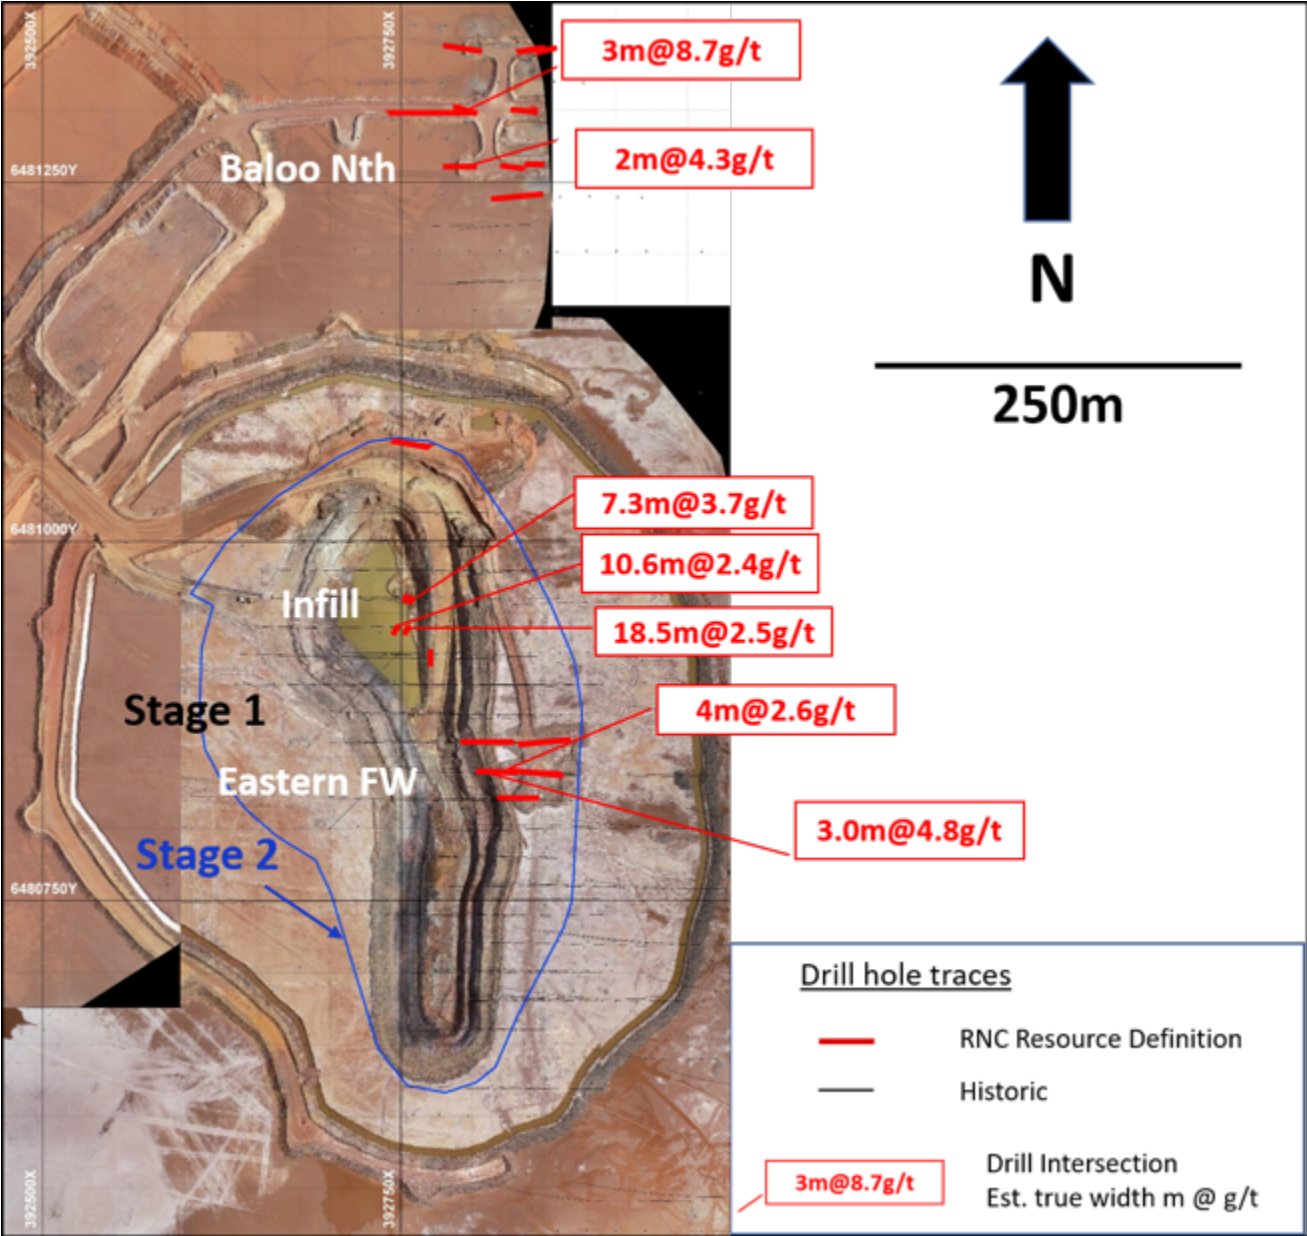 392500X
392750X
3m@8.7g/t
2m@4.3g/t
Baloo Nth
6481250Y
N
250m
7.3m@3.7g/t
6481000Y
10.6m@2.4g/t
Infill
18.5m@2.5g/t
Stage 1
4m@2.6g/t
Eastern FW
3.0m@4.8g/t
Stage 2
6480750Y
Drill hole traces
RNC Resource Definition
Historic
3m@8.7g/t
Drill Intersection
Est. true width m @ g/t
392500X
392750X